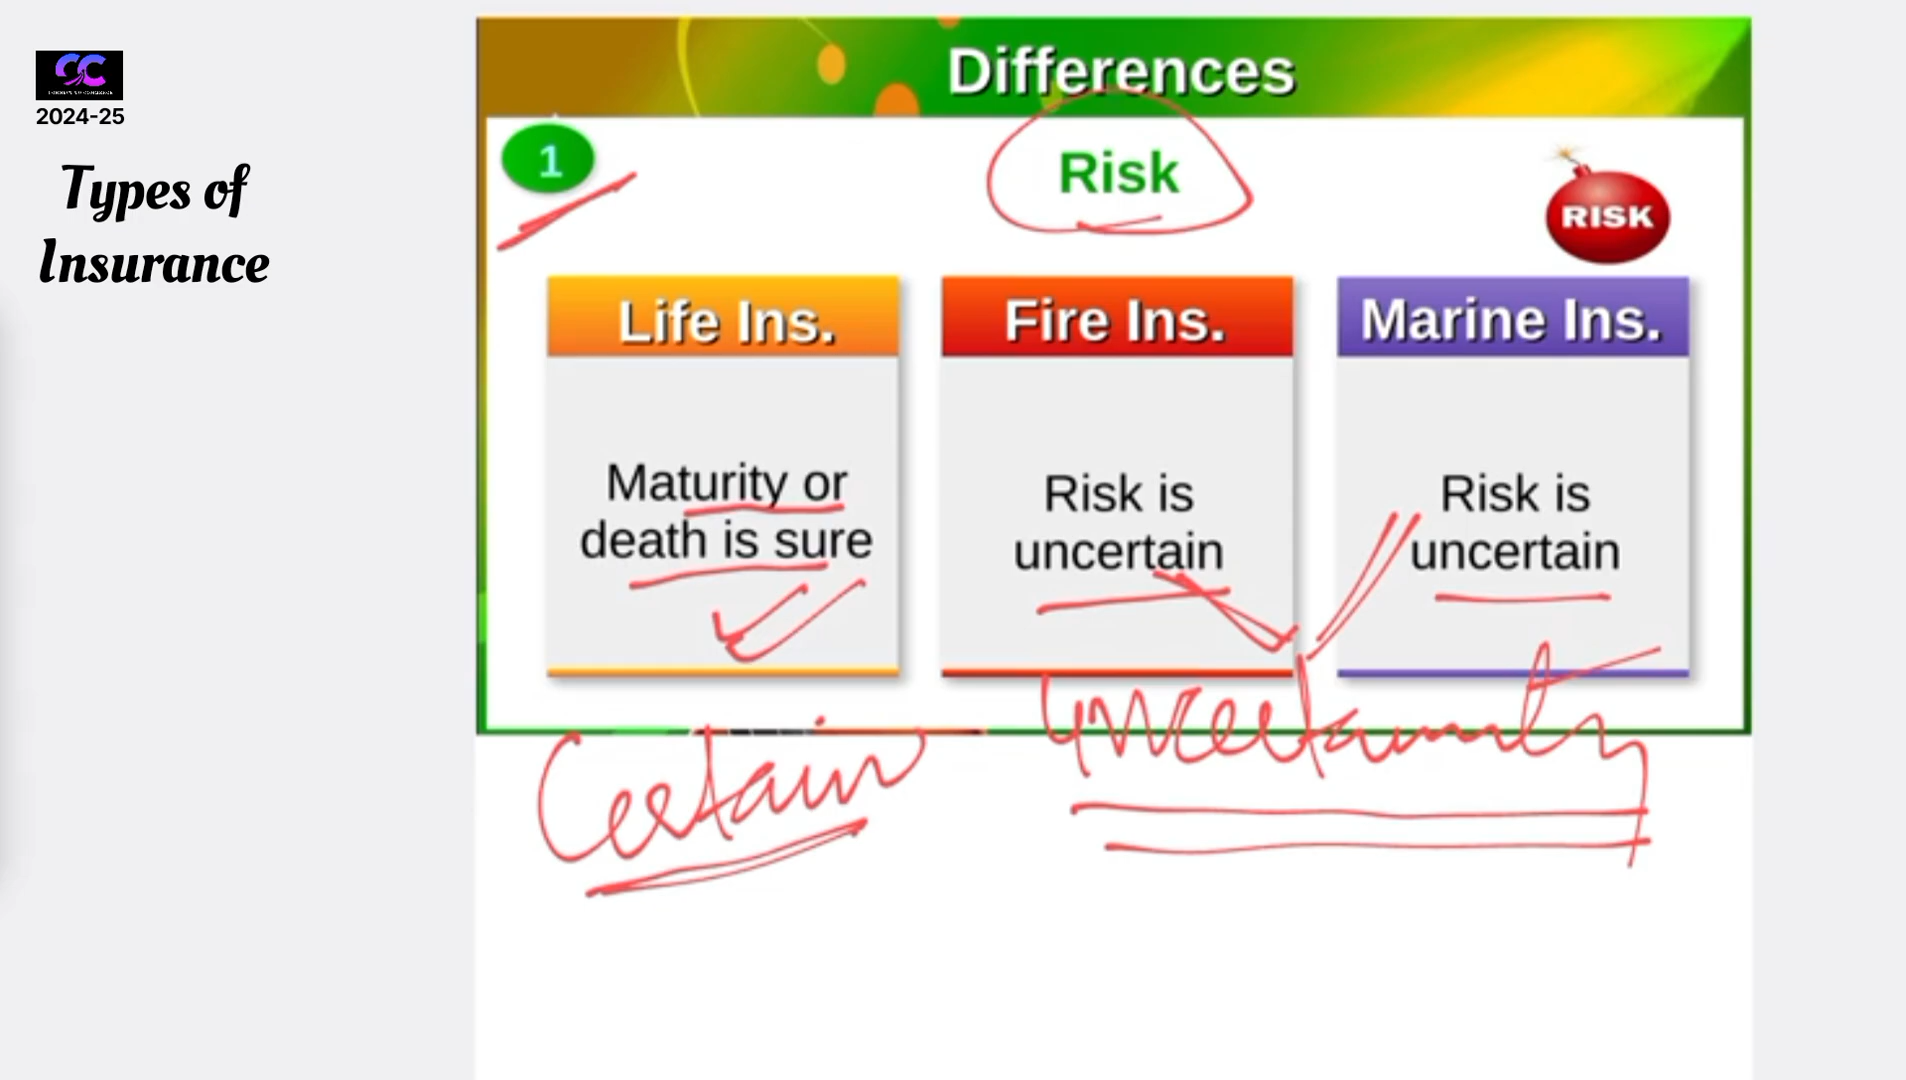 2024-25
Types of
Insurance
Differences
1
Risk
RISK
Life Ins.
Maturity or
death is sure
Fire Ins.
Risk is
uncertain
Marine Ins.
Risk is
uncertain
Certain
Uncertainty